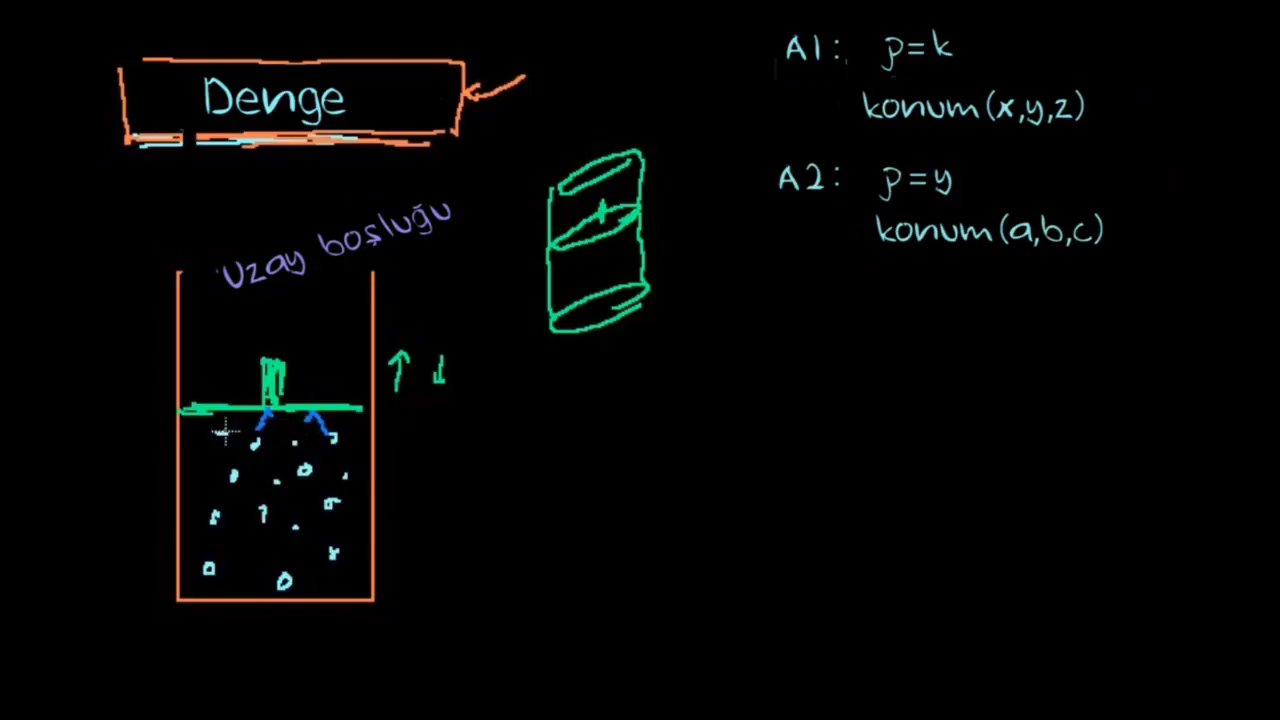 Denge
Uzay boşluğu
A1: p=k
konum(x,y,z)
A2: p=y
konum(a,b,c)